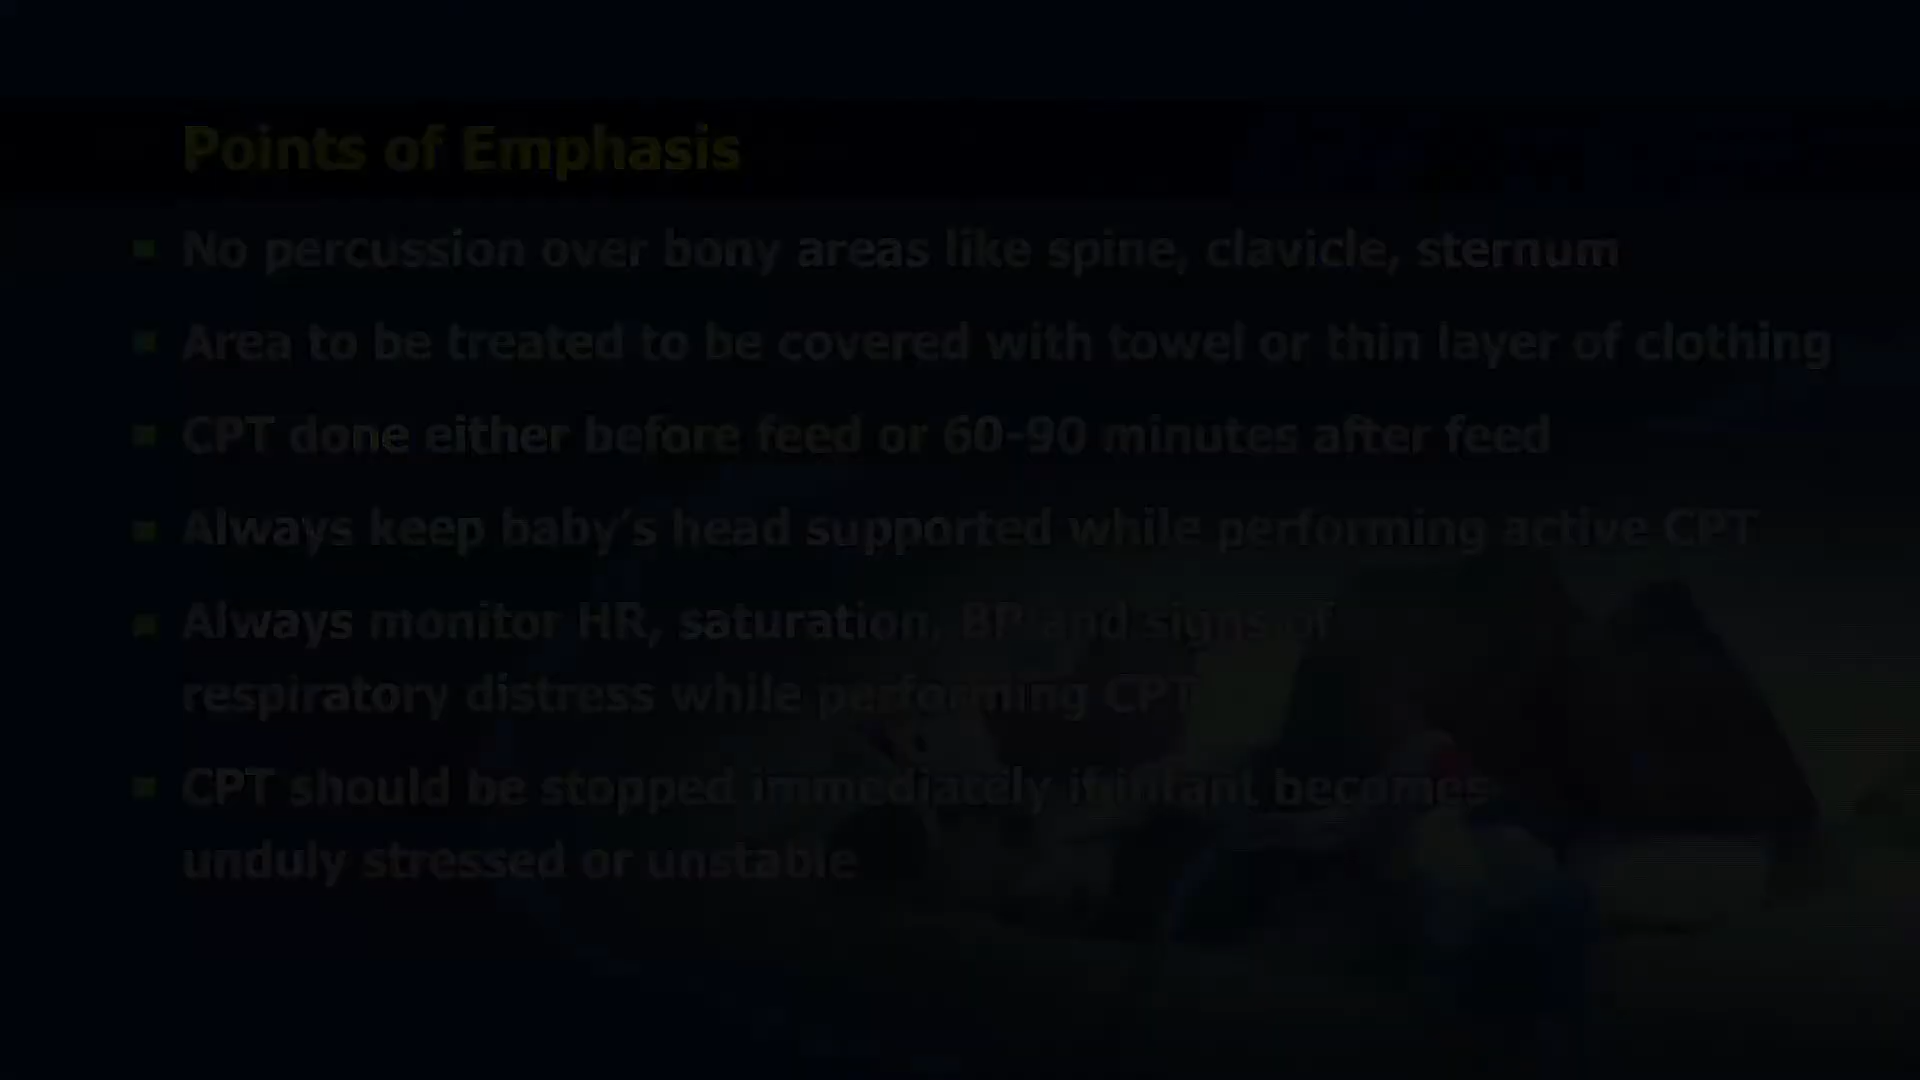 Points of Emphasis
No percussion over bony areas like spine, clavicle, sternum
Area to be treated to be covered with towel or thin layer of clothing
CPT done either before feed or 60-90 minutes after feed
Always keep baby's head supported while performing active CPT
Always monitor HR, saturation, BP and signs of
respiratory distress while performing CPT
CPT should be stopped immediately if infant becomes
unduly stressed or unstable